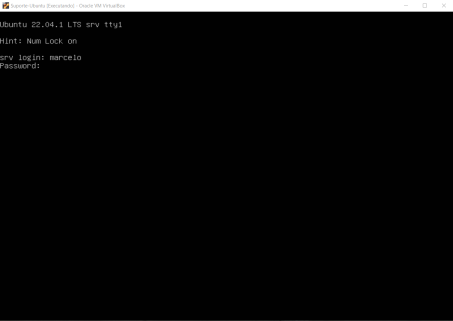 Suporte Ubuntu [Executando] - Oracle VM VirtualBox
Ubuntu 22.04.1 LTS srv tty1
Hint: Num Lock on
srv login: marcelo
Password: